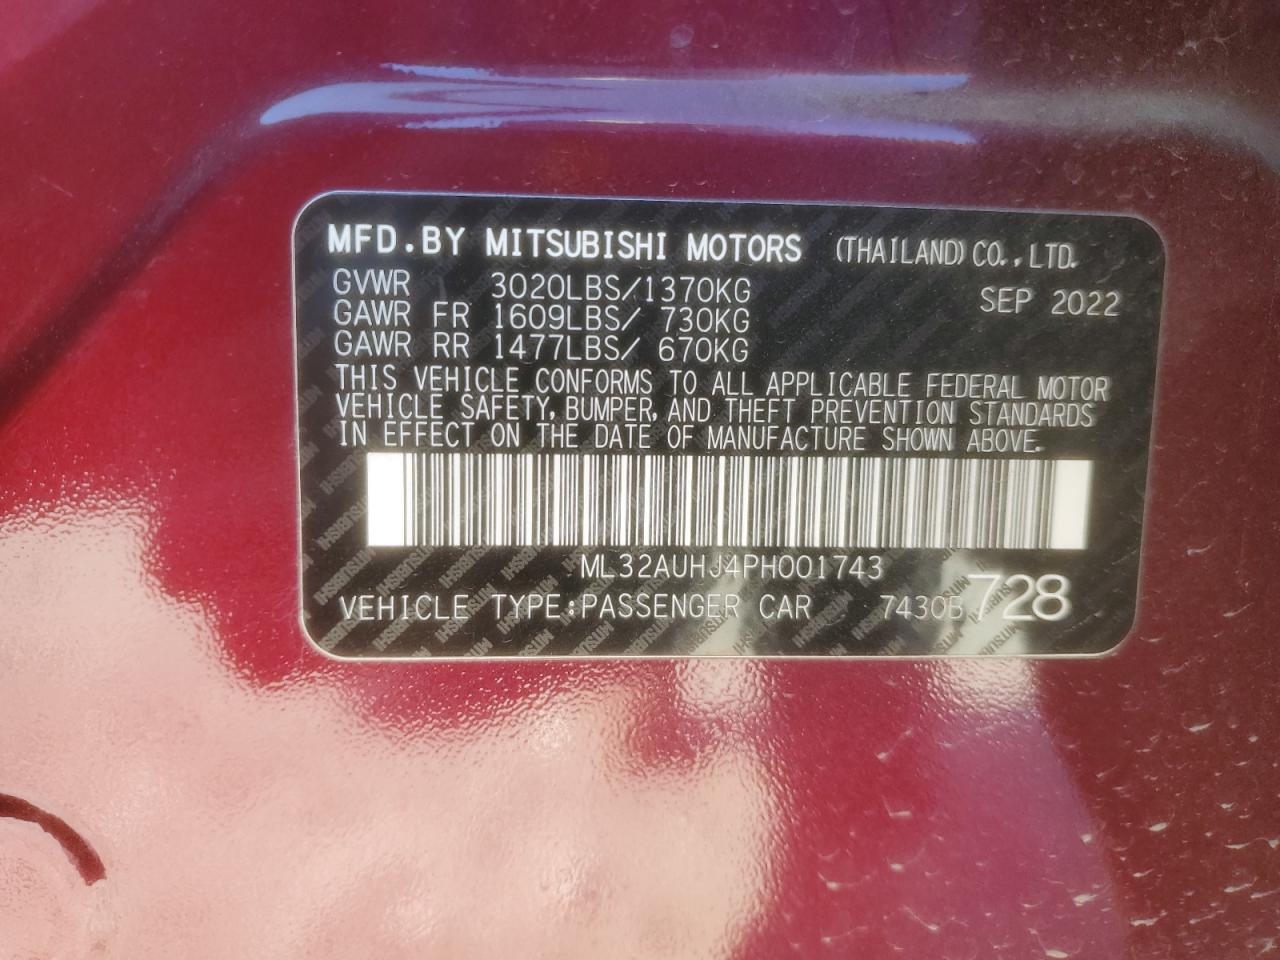 MFD.BY MITSUBISHI MOTORS (THAILAND) CO., LTD.
GVWR 3020LBS/1370KG SEP 2022
GAWR FR 1609LBS/ 730KG
GAWR RR 1477LBS/ 670KG
THIS VEHICLE CONFORMS TO ALL APPLICABLE FEDERAL MOTOR
VEHICLE SAFETY, BUMPER, AND THEFT PREVENTION STANDARDS
IN EFFECT ON THE DATE OF MANUFACTURE SHOWN ABOVE.
ML32AUHJ4PH001743
VEHICLE TYPE:PASSENGER CAR 7430B728